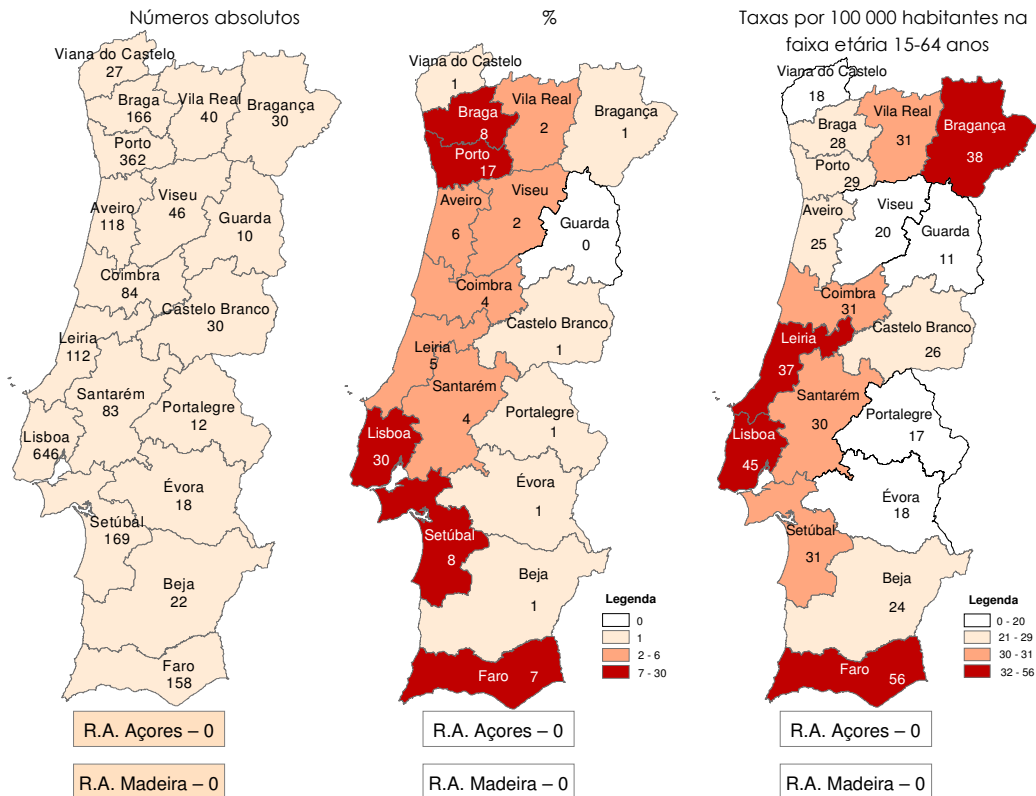 Números absolutos
Viana do Castelo
27
Braga
166
Vila Real
40
Bragança
30
Porto
362
Aveiro
118
Viseu
46
Guarda
10
Coimbra
84
Castelo Branco
30
Leiria
112
Santarém
83
Portalegre
12
Lisboa
646
Évora
18
Setúbal
169
Beja
22
Faro
158
R.A. Açores – 0
R.A. Madeira – 0
%
Viana do Castelo
1
Braga
8
Vila Real
2
Bragança
1
Porto
17
Aveiro
6
Viseu
2
Guarda
0
Coimbra
4
Castelo Branco
1
Leiria
5
Santarém
4
Portalegre
1
Lisboa
30
Évora
1
Setúbal
8
Beja
1
Faro 7
Legenda
0
1
2 - 6
7 - 30
R.A. Açores – 0
R.A. Madeira – 0
Taxas por 100 000 habitantes na
faixa etária 15-64 anos
Viana do Castelo
18
Braga
28
Vila Real
31
Bragança
38
Porto
29
Aveiro
25
Viseu
20
Guarda
11
Coimbra
31
Castelo Branco
26
Leiria
37
Santarém
30
Portalegre
17
Lisboa
45
Évora
18
Setúbal
31
Beja
24
Faro 56
Legenda
0 - 20
21 - 29
30 - 31
32 - 56
R.A. Açores – 0
R.A. Madeira – 0